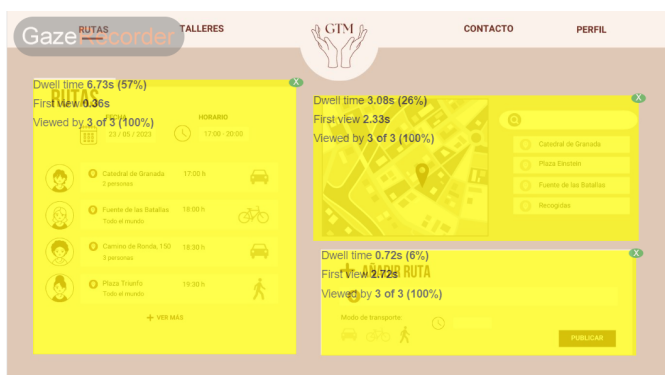 GazeRecorder
RUTAS
TALLERES
GTM
CONTACTO
PERFIL
Dwell time 6.73s (57%)
First view 0.36s
Viewed by 3 of 3 (100%)
RUTAS
FECHA
HORARIO
23 / 05 / 2023
17:00 - 20:00
Catedral de Granada
17:00 h
2 personas
Fuente de las Batallas
18:00 h
Todo el mundo
Camino de Ronda, 150
18:30 h
3 personas
Plaza Triunfo
19:30 h
Todo el mundo
+ VER MÁS
X
Dwell time 3.08s (26%)
First view 2.33s
Viewed by 3 of 3 (100%)
Catedral de Granada
Plaza Einstein
Fuente de las Batallas
Recogidas
X
Dwell time 0.72s (6%)
First view 2.72s
Viewed by 3 of 3 (100%)
+ AÑADIR RUTA
Modo de transporte:
PUBLICAR
X